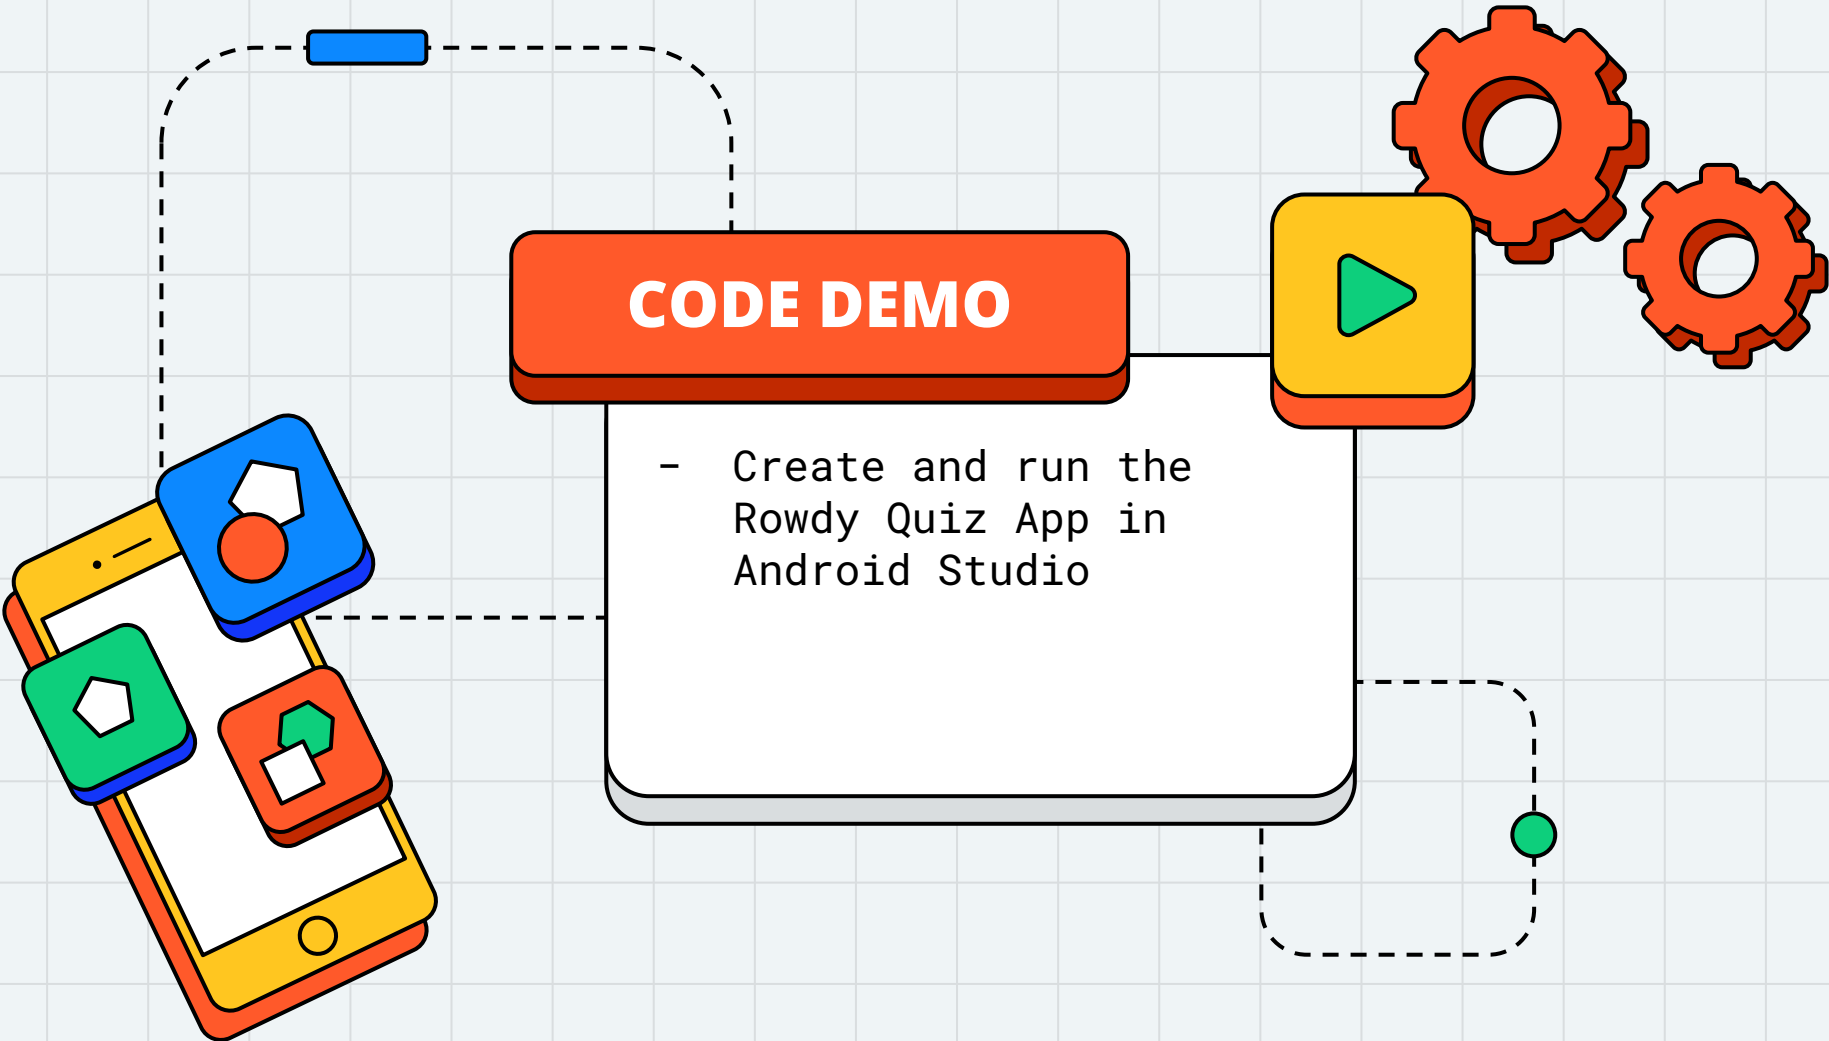 CODE DEMO
- Create and run the
Rowdy Quiz App in
Android Studio